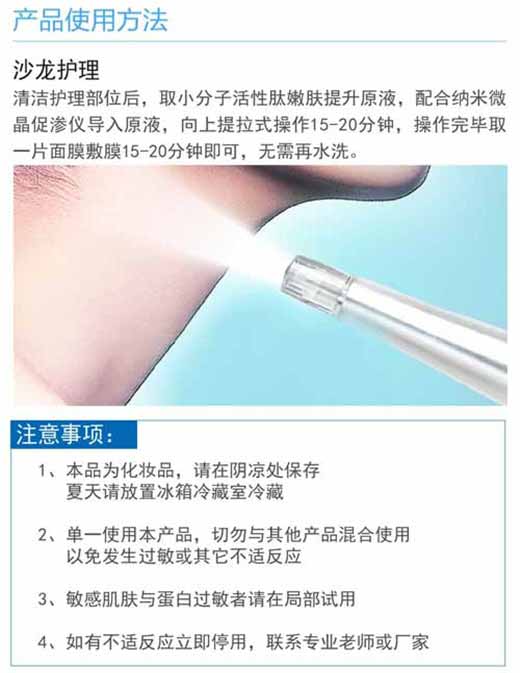 产品使用方法
沙龙护理
清洁护理部位后，取小分子活性肽嫩肤提升原液，配合纳米微
晶促渗仪导入原液，向上提拉式操作15-20分钟，操作完毕取
一片面膜敷膜15-20分钟即可，无需再水洗。
注意事项：
1、本品为化妆品，请在阴凉处保存
夏天请放置冰箱冷藏室冷藏
2、单一使用本产品，切勿与其他产品混合使用
以免发生过敏或其它不适反应
3、敏感肌肤与蛋白过敏者请在局部试用
4、如有不适反应立即停用，联系专业老师或厂家